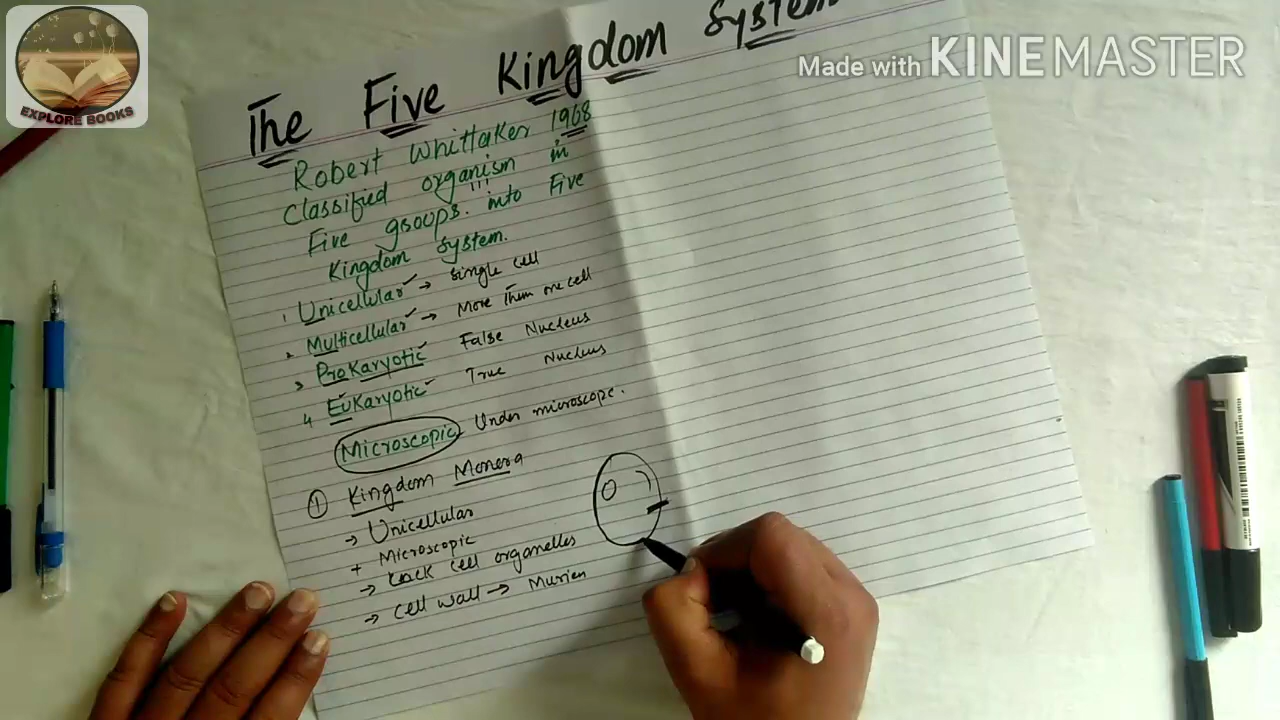 EXPLORE BOOKS
Made with KINEMASTER
The Five Kingdom System
Robert Whittaker 1968
Classified organism in
Five groups. into Five
Kingdom system.
1. Unicellular → Single cell
2. Multicellular → More Than one cell
3 Prokaryotic False Nucleus
4 Eukaryotic True Nucleus
Microscopic Under microscope.
① Kingdom Monera
→ Unicellular
+ Microscopic
→ Lack cell organelles
→ Cell wall → Murien